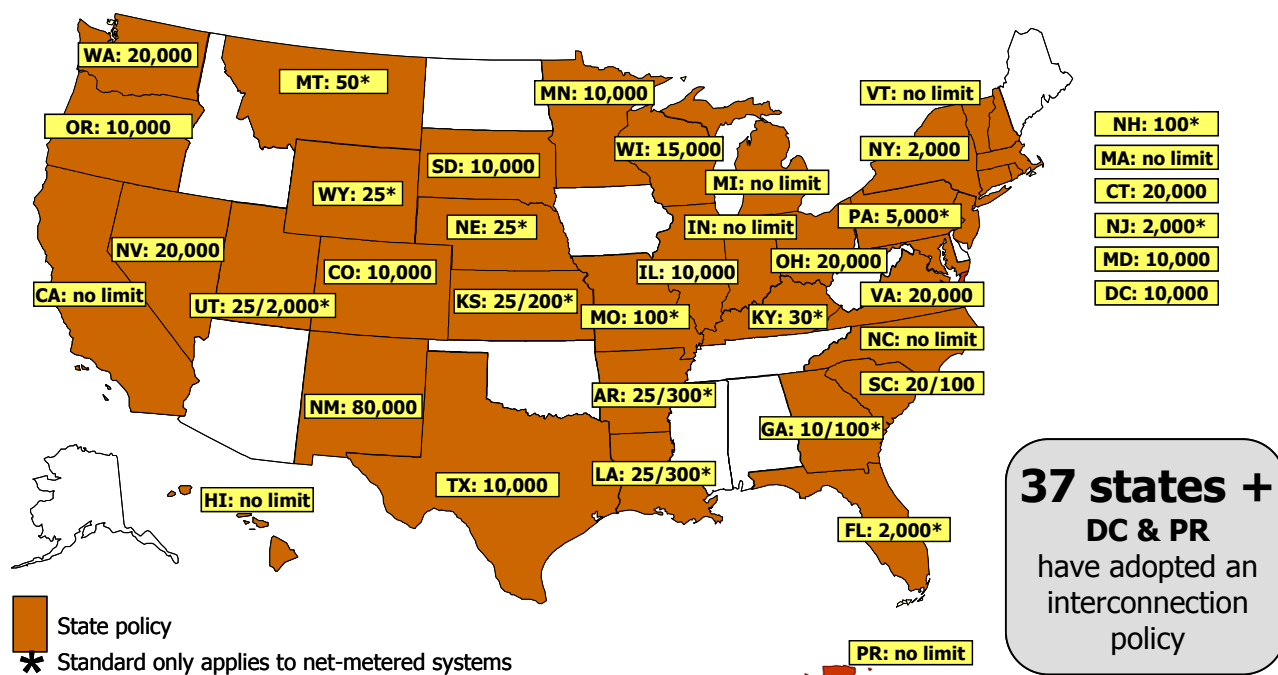 WA: 20,000
MT: 50*
MN: 10,000
VT: no limit
OR: 10,000
NH: 100*
SD: 10,000
WI: 15,000
NY: 2,000
MA: no limit
WY: 25*
MI: no limit
CT: 20,000
NE: 25*
IN: no limit
PA: 5,000*
NJ: 2,000*
NV: 20,000
CO: 10,000
IL: 10,000
OH: 20,000
MD: 10,000
CA: no limit
UT: 25/2,000*
KS: 25/200*
MO: 100*
KY: 30*
VA: 20,000
DC: 10,000
NC: no limit
NM: 80,000
AR: 25/300*
SC: 20/100
GA: 10/100*
HI: no limit
TX: 10,000
LA: 25/300*
FL: 2,000*
37 states +
DC & PR
have adopted an
interconnection
policy
State policy
* Standard only applies to net-metered systems
PR: no limit